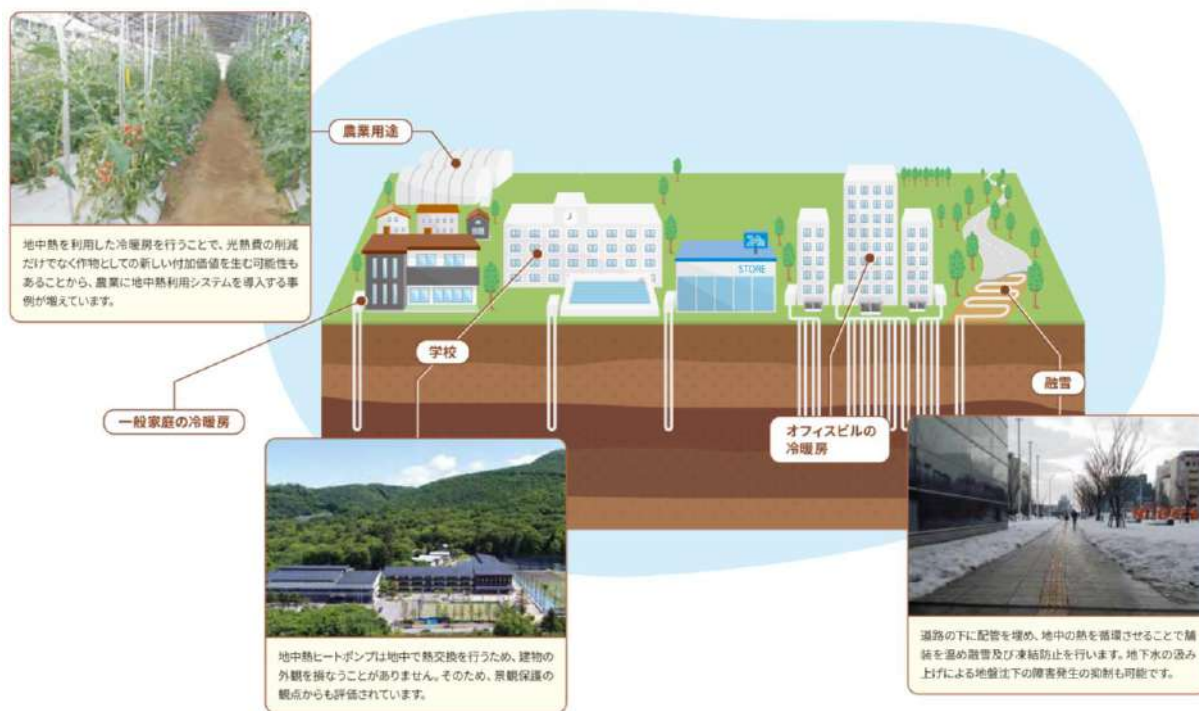 農業用途
地中熱を利用した冷暖房を行うことで、光熱費の削減
だけでなく作物としての新しい付加価値を生む可能性も
あることから、農業に地中熱利用システムを導入する事
例が増えています。
STORE
学校
融雪
一般家庭の冷暖房
オフィスビルの
冷暖房
地中熱ヒートポンプは地中で熱交換を行うため、建物の
外観を損なうことがありません。そのため、景観保護の
観点からも評価されています。
道路の下に配管を埋め、地中の熱を循環させることで舗
装を温め融雪及び凍結防止を行います。地下水の汲み
上げによる地盤沈下の障害発生の抑制も可能です。